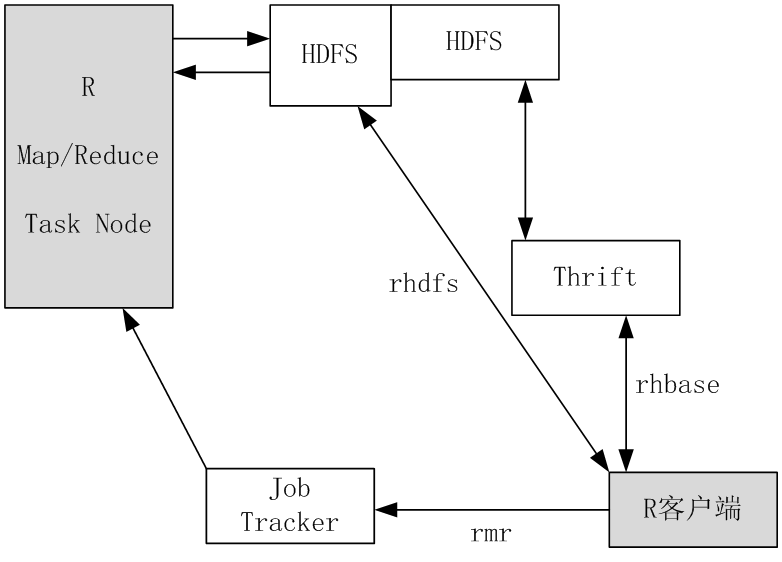 R
Map/Reduce
Task Node
HDFS
HDFS
rhdfs
Thrift
rhbase
Job
Tracker
rmr
R客户端